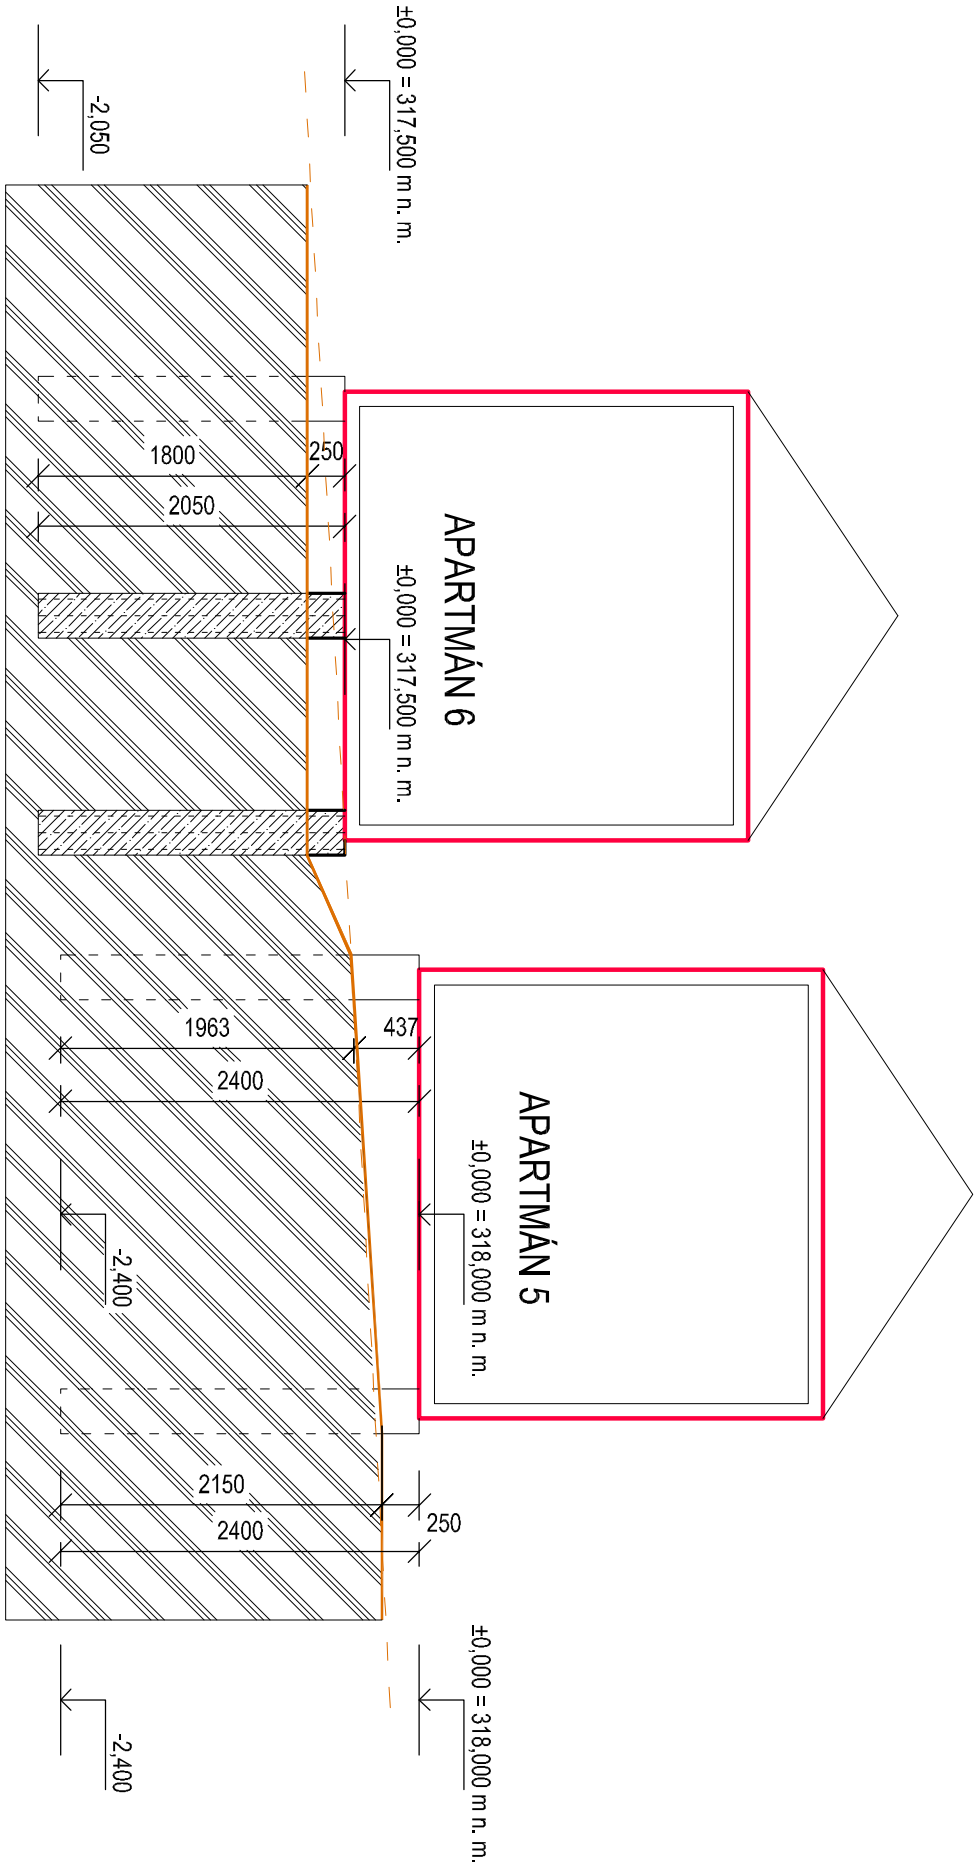 ±0,000 = 317,500 m n. m.
-2,050
APARTMÁN 6
±0,000 = 317,500 m n. m.
250
1800
2050
APARTMÁN 5
±0,000 = 318,000 m n. m.
437
1963
2400
-2,400
2150
250
2400
±0,000 = 318,000 m n. m.
-2,400